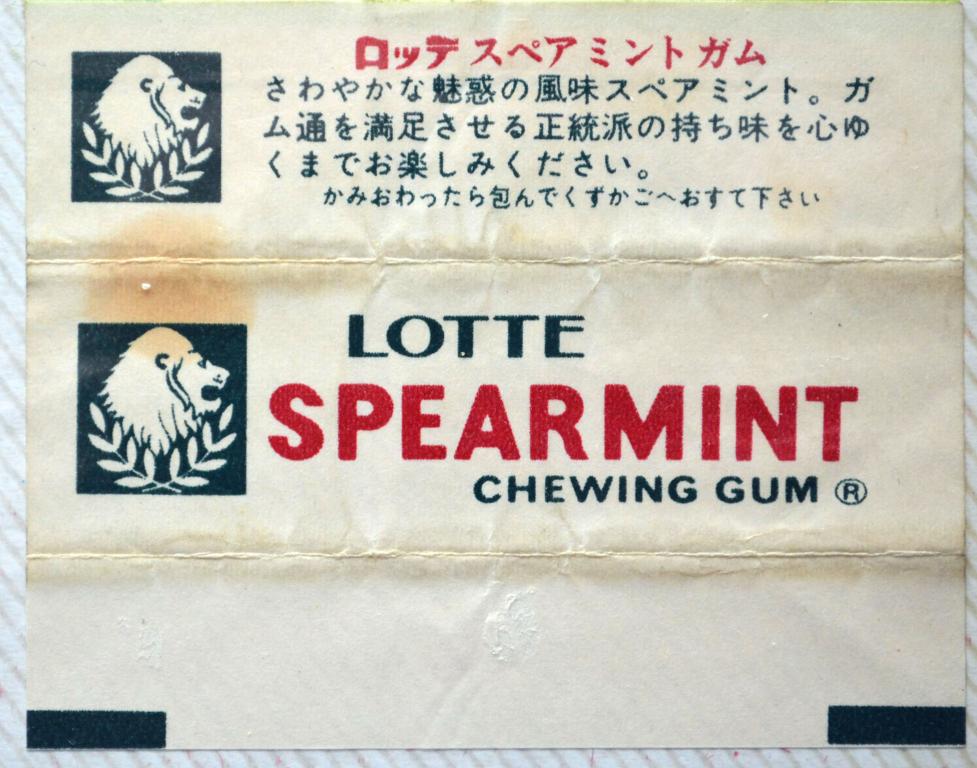 ロッテ スペアミントガム
さわやかな魅惑の風味スペアミント。ガ
ム通を満足させる正統派の持ち味を心ゆ
くまでお楽しみください。
かみおわったら包んでくずかごへおすて下さい
LOTTE
SPEARMINT
CHEWING GUM ®